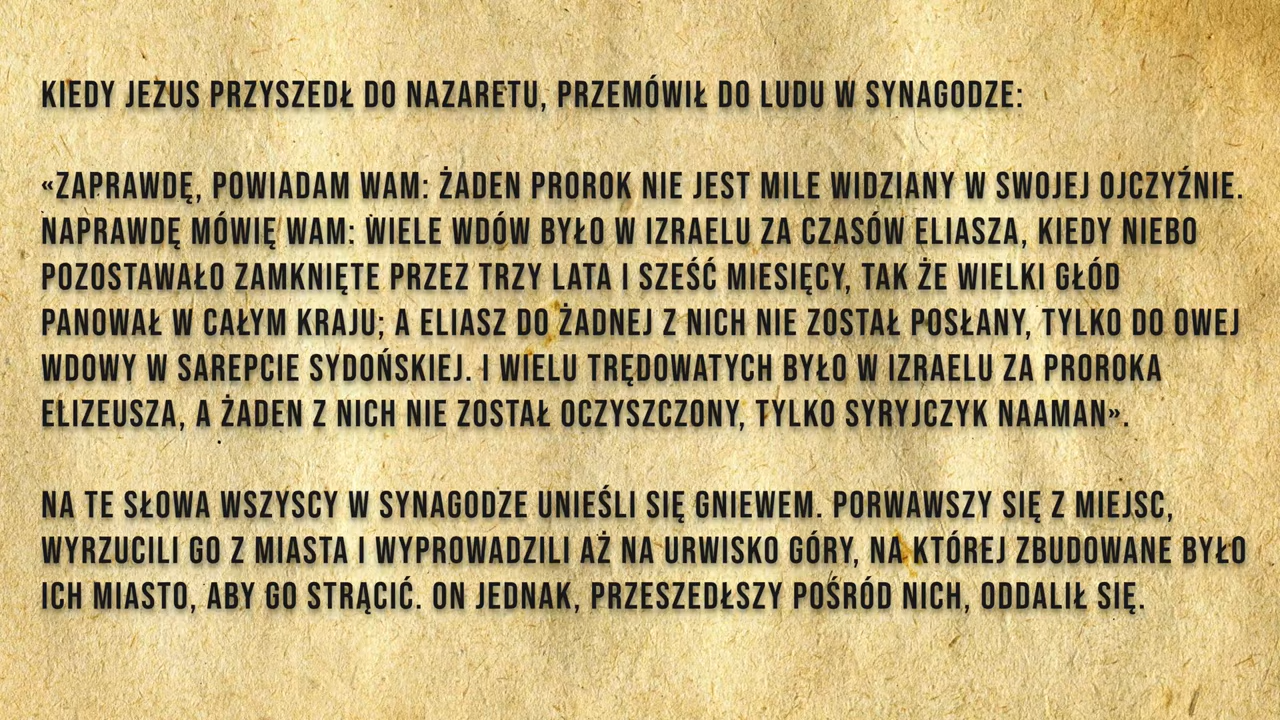 KIEDY JEZUS PRZYSZEDŁ DO NAZARETU, PRZEMÓWIŁ DO LUDU W SYNAGODZE:
«ZAPRAWDĘ, POWIADAM WAM: ŻADEN PROROK NIE JEST MILE WIDZIANY W SWOJEJ OJCZYŹNIE.
NAPRAWDĘ MÓWIĘ WAM: WIELE WDÓW BYŁO W IZRAELU ZA CZASÓW ELIASZA, KIEDY NIEBO
POZOSTAWAŁO ZAMKNIĘTE PRZEZ TRZY LATA I SZEŚĆ MIESIĘCY, TAK ŻE WIELKI GŁÓD
PANOWAŁ W CAŁYM KRAJU; A ELIASZ DO ŻADNEJ Z NICH NIE ZOSTAŁ POSŁANY, TYLKO DO OWEJ
WDOWY W SAREPCIE SYDOŃSKIEJ. I WIELU TRĘDOWATYCH BYŁO W IZRAELU ZA PROROKA
ELIZEUSZA, A ŻADEN Z NICH NIE ZOSTAŁ OCZYSZCZONY, TYLKO SYRYJCZYK NAAMAN».
NA TE SŁOWA WSZYSCY W SYNAGODZE UNIEŚLI SIĘ GNIEWEM. PORWAWSZY SIĘ Z MIEJSC,
WYRZUCILI GO Z MIASTA I WYPROWADZILI AŻ NA URWISKO GÓRY, NA KTÓREJ ZBUDOWANE BYŁO
ICH MIASTO, ABY GO STRĄCIĆ. ON JEDNAK, PRZESZEDŁSZY POŚRÓD NICH, ODDALIŁ SIĘ.